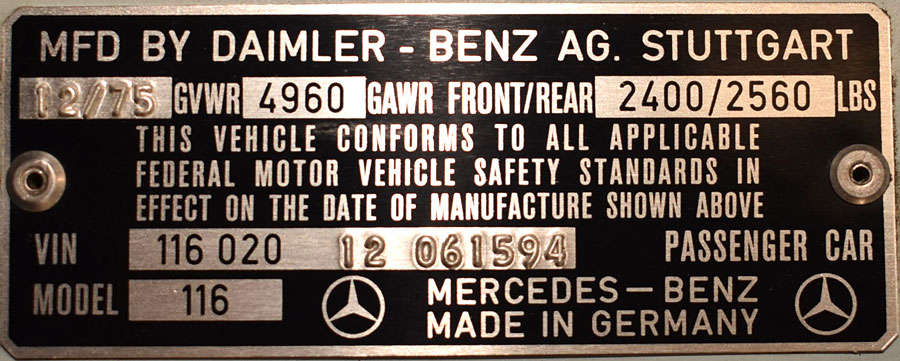 MFD BY DAIMLER - BENZ AG. STUTTGART
12/75 GVWR 4960 GAWR FRONT/REAR 2400/2560 LBS
THIS VEHICLE CONFORMS TO ALL APPLICABLE
FEDERAL MOTOR VEHICLE SAFETY STANDARDS IN
EFFECT ON THE DATE OF MANUFACTURE SHOWN ABOVE
VIN 116 020 12 061594 PASSENGER CAR
MODEL 116 MERCEDES - BENZ
MADE IN GERMANY